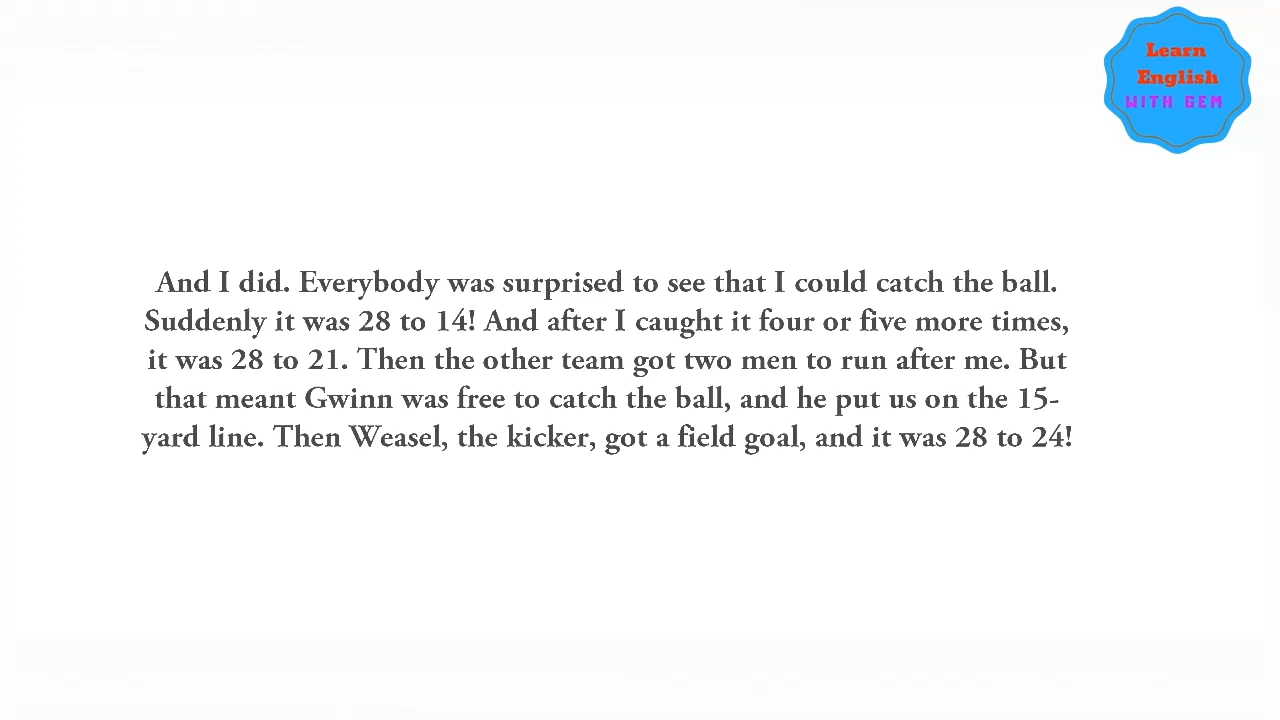 Learn
English
WITH GEM
And I did. Everybody was surprised to see that I could catch the ball.
Suddenly it was 28 to 14! And after I caught it four or five more times,
it was 28 to 21. Then the other team got two men to run after me. But
that meant Gwinn was free to catch the ball, and he put us on the 15-
yard line. Then Weasel, the kicker, got a field goal, and it was 28 to 24!